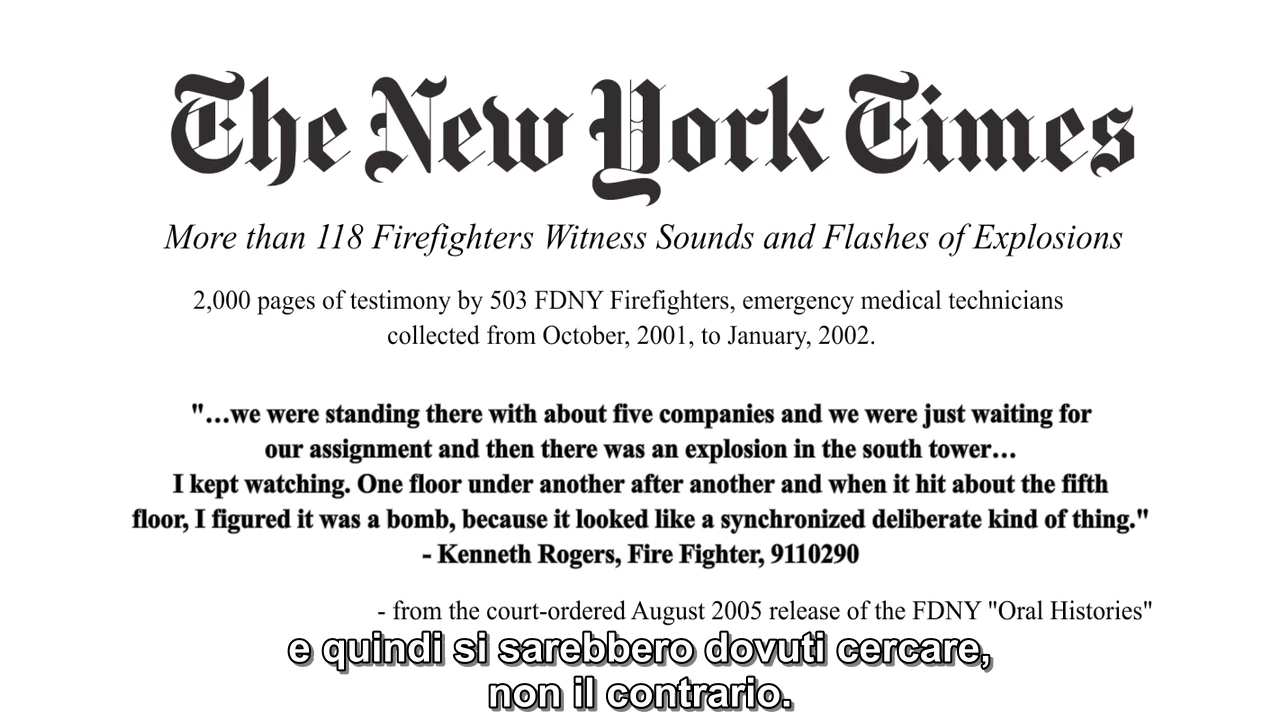 The New York Times
More than 118 Firefighters Witness Sounds and Flashes of Explosions
2,000 pages of testimony by 503 FDNY Firefighters, emergency medical technicians
collected from October, 2001, to January, 2002.
"…we were standing there with about five companies and we were just waiting for
our assignment and then there was an explosion in the south tower…
I kept watching. One floor under another after another and when it hit about the fifth
floor, I figured it was a bomb, because it looked like a synchronized deliberate kind of thing."
- Kenneth Rogers, Fire Fighter, 9110290
- from the court-ordered August 2005 release of the FDNY "Oral Histories"
e quindi si sarebbero dovuti cercare,
non il contrario.